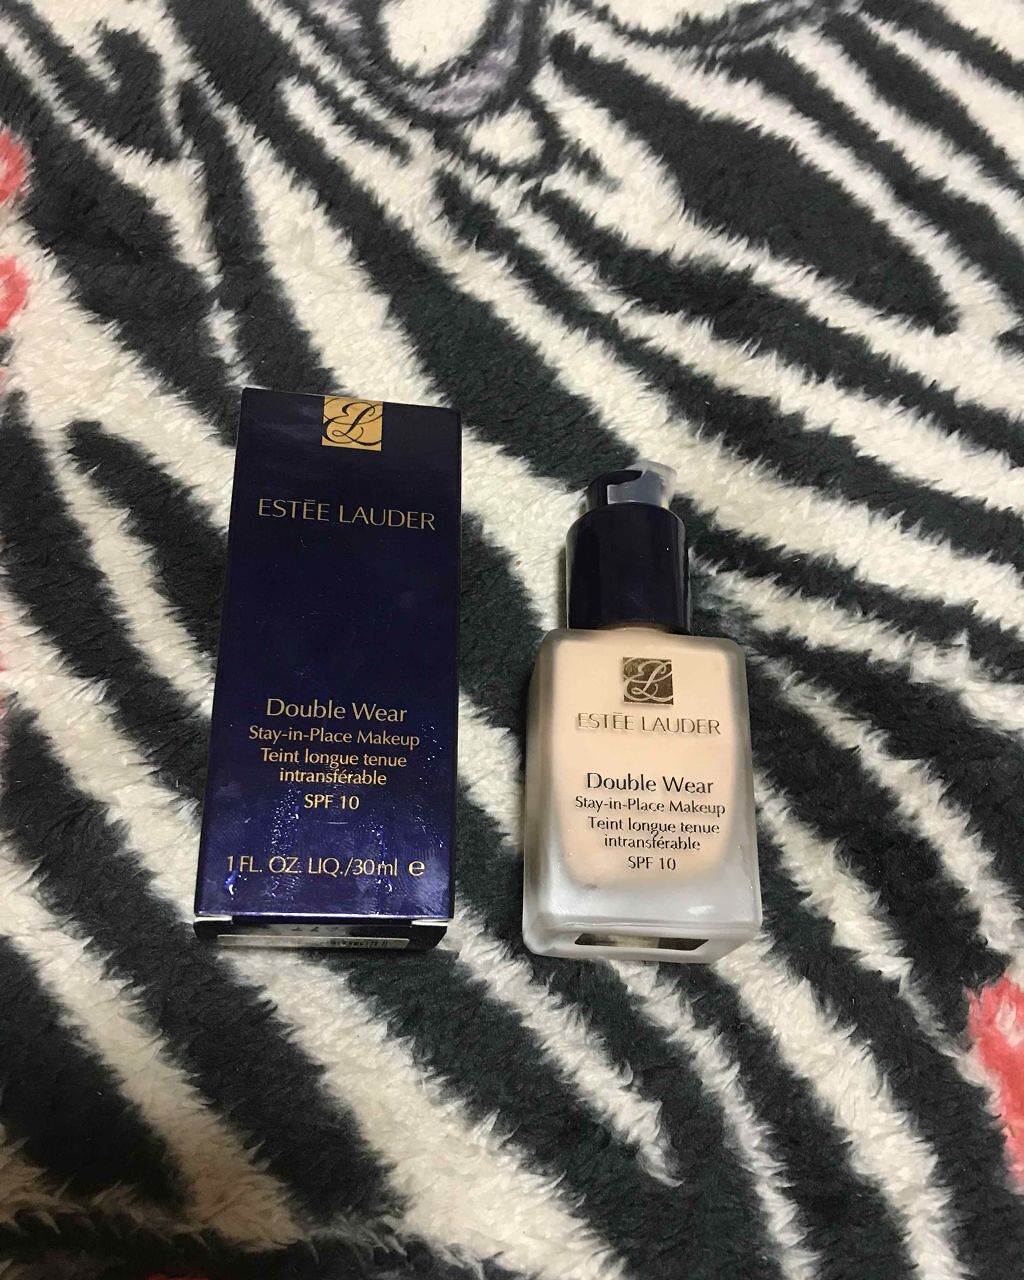 ESTĒE LAUDER
Double Wear
Stay-in-Place Makeup
Teint longue tenue
intransférable
SPF 10
1 FL. OZ. LIQ./30 ml e
ESTĒE LAUDER
Double Wear
Stay-in-Place Makeup
Teint longue tenue
intransférable
SPF 10